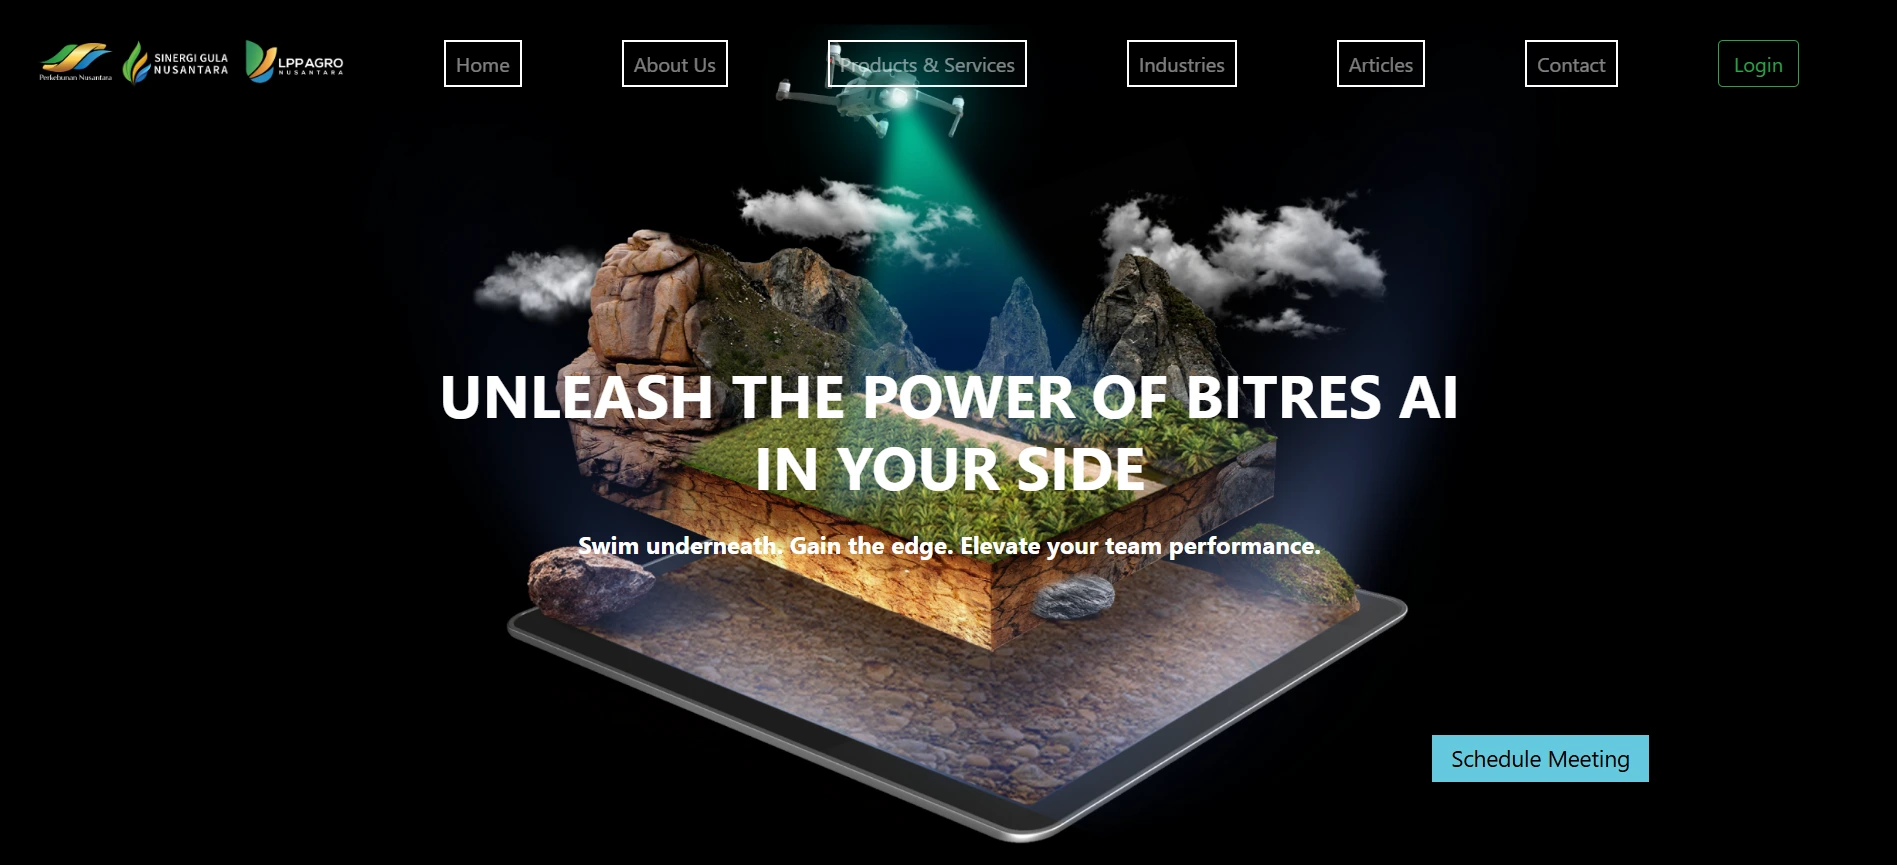 Perkebunan Nusantara
SINERGI GULA
NUSANTARA
LPP AGRO
NUSANTARA
Home
About Us
Products & Services
Industries
Articles
Contact
Login
UNLEASH THE POWER OF BITRES AI
IN YOUR SIDE
Swim underneath. Gain the edge. Elevate your team performance.
Schedule Meeting